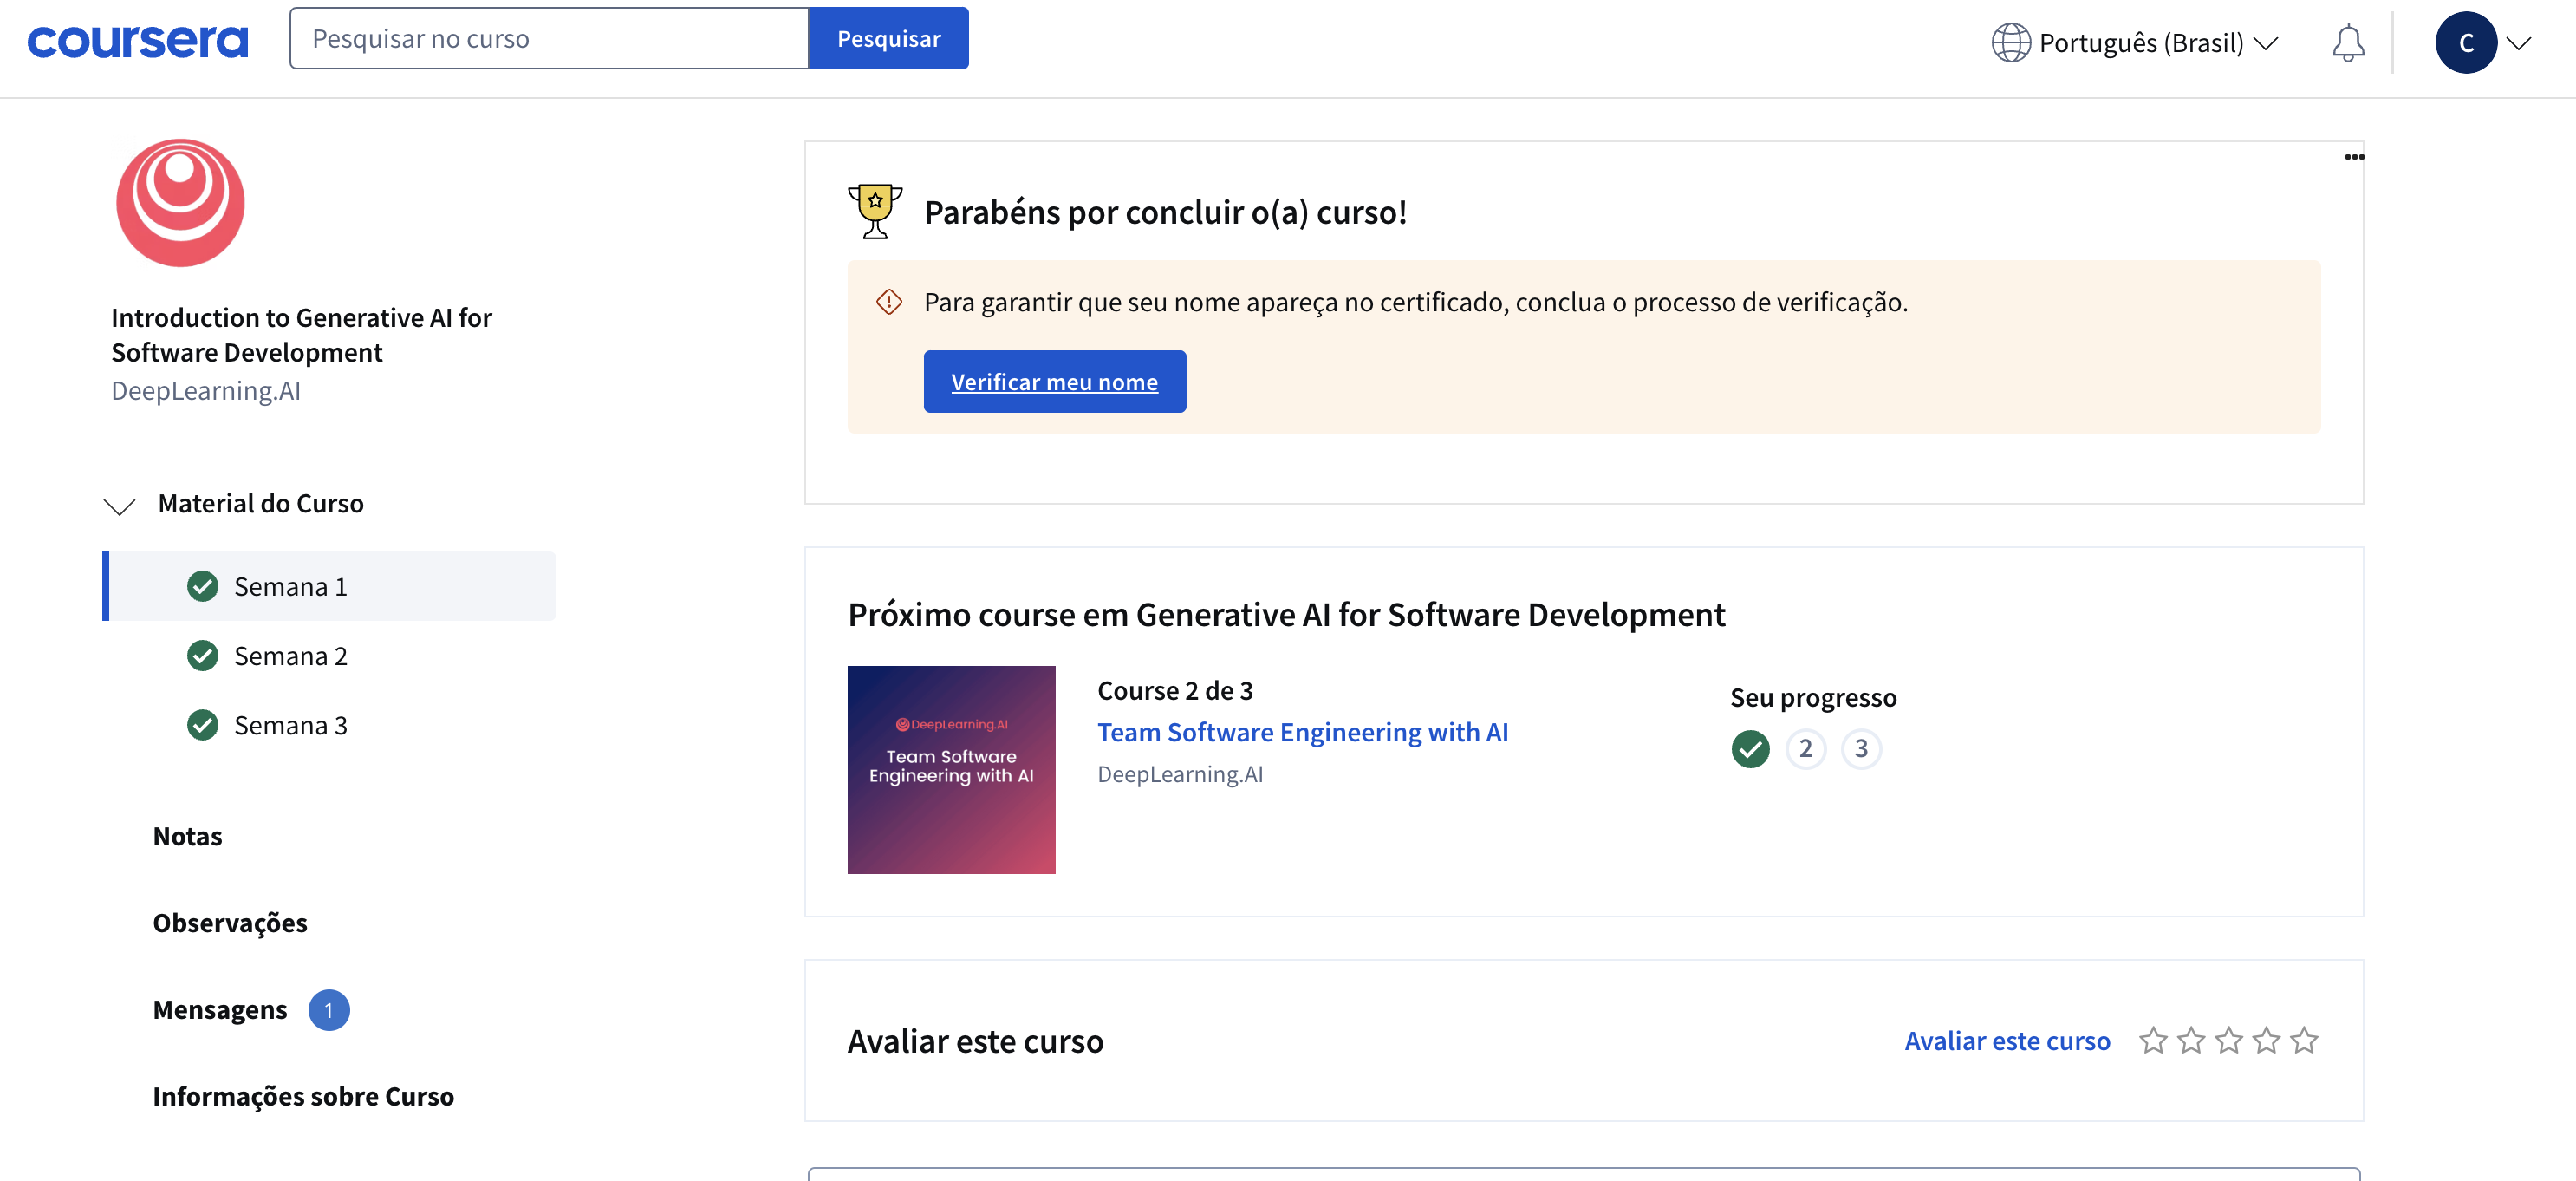 coursera
Pesquisar no curso
Pesquisar
Português (Brasil)
C
Introduction to Generative AI for
Software Development
DeepLearning.AI
Material do Curso
Semana 1
Semana 2
Semana 3
Notas
Observações
Mensagens 1
Informações sobre Curso
Parabéns por concluir o(a) curso!
Para garantir que seu nome apareça no certificado, conclua o processo de verificação.
Verificar meu nome
Próximo course em Generative AI for Software Development
DeepLearning.AI
Team Software
Engineering with AI
Course 2 de 3
Team Software Engineering with AI
DeepLearning.AI
Seu progresso
2 3
Avaliar este curso
Avaliar este curso